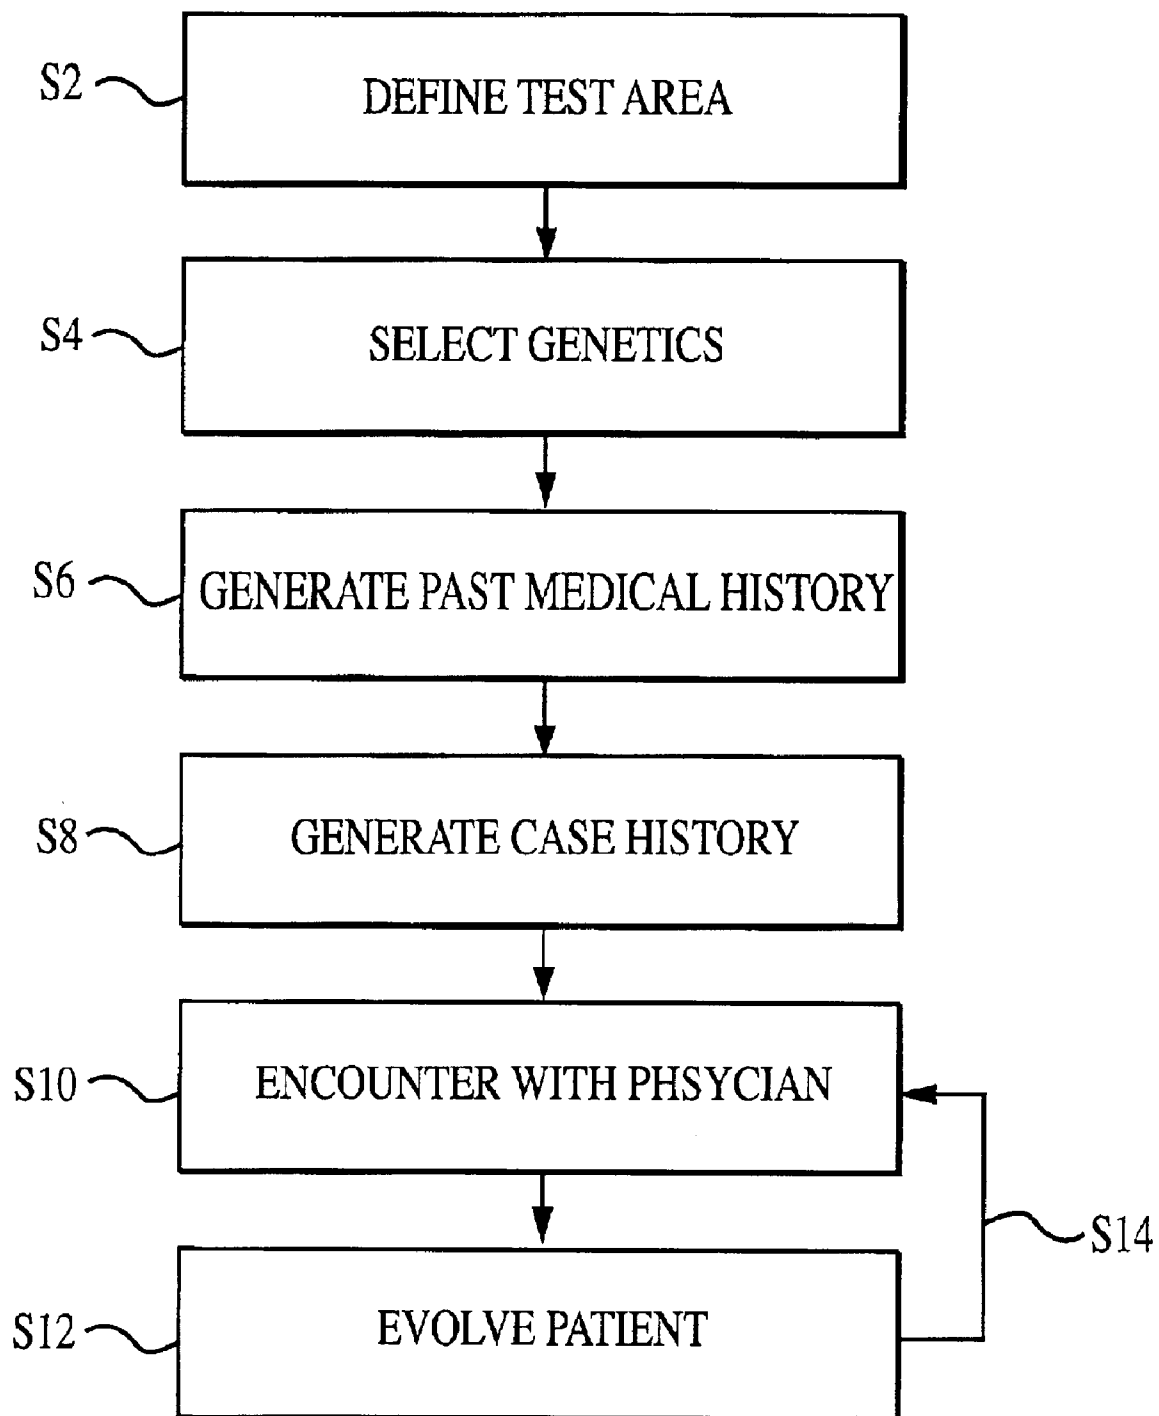 S2
DEFINE TEST AREA
S4
SELECT GENETICS
S6
GENERATE PAST MEDICAL HISTORY
S8
GENERATE CASE HISTORY
S10
ENCOUNTER WITH PHSYCIAN
S14
S12
EVOLVE PATIENT